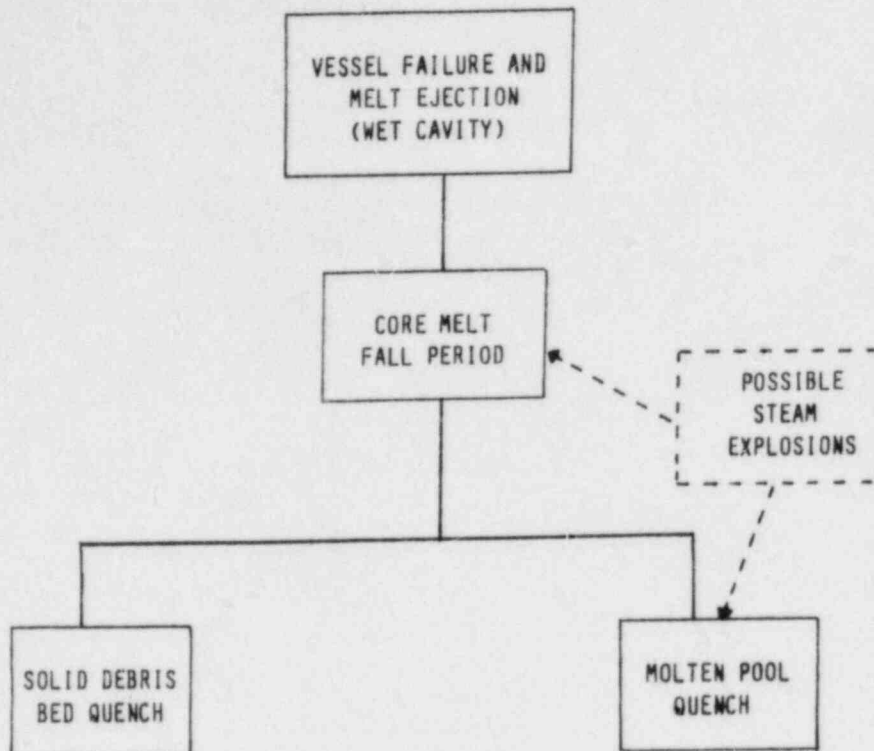 VESSEL FAILURE AND
MELT EJECTION
(WET CAVITY)
CORE MELT
FALL PERIOD
POSSIBLE
STEAM
EXPLOSIONS
SOLID DEBRIS
BED QUENCH
MOLTEN POOL
QUENCH